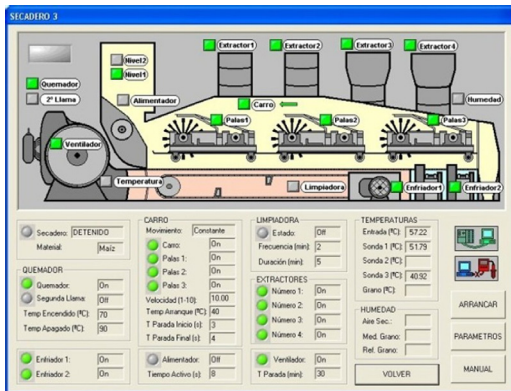 SECADERO 3
Extractor1
Extractor2
Extractor3
Extractor4
Nivel2
Nivel1
Quemador
2ª Llama
Alimentador
Carro
Humedad
Palas1
Palas2
Palas3
Ventilador
Temperatura
Limpiadora
Enfriador1
Enfriador2
Secadero: DETENIDO
Material: Maíz
QUEMADOR
Quemador: On
Segunda Llama: Off
Temp Encendido (ºC): 70
Temp Apagado (ºC): 90
Enfriador 1: On
Enfriador 2: On
CARRO
Movimiento: Constante
Carro: On
Palas 1: On
Palas 2: On
Palas 3: On
Velocidad (1-10): 10.00
Temp Arranque (ºC): 40
T Parada Inicio (s): 3
T Parada Final (s): 4
Alimentador: Off
Tiempo Activo (s): 8
LIMPIADORA
Estado: Off
Frecuencia (min): 2
Duración (min): 5
EXTRACTORES
Número 1: On
Número 2: On
Número 3: On
Número 4: On
Ventilador: On
T Parada (min): 30
TEMPERATURAS
Entrada (ºC): 57.22
Sonda 1 (ºC): 51.79
Sonda 2 (ºC):
Sonda 3 (ºC): 40.92
Grano (ºC):
HUMEDAD
Aire Sec.:
Med. Grano:
Ref. Grano:
VOLVER
ARRANCAR
PARAMETROS
MANUAL